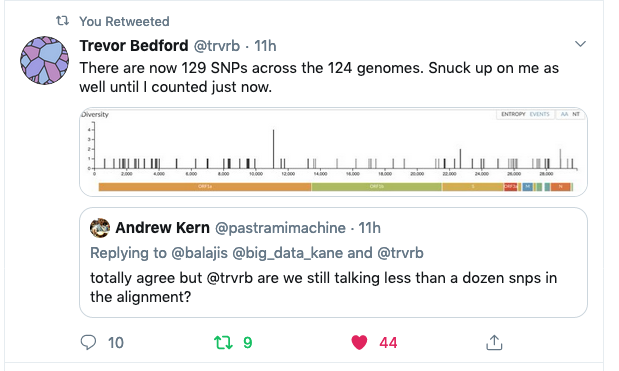 You Retweeted
Trevor Bedford @trvrb · 11h
There are now 129 SNPs across the 124 genomes. Snuck up on me as
well until I counted just now.
Diversity
ENTROPY EVENTS AA NT
4
3
2
1
0
0 2,000 4,000 6,000 8,000 10,000 12,000 14,000 16,000 18,000 20,000 22,000 24,000 26,000 28,000
ORF1a ORF1b S ORF3a M N
Andrew Kern @pastramimachine · 11h
Replying to @balajis @big_data_kane and @trvrb
totally agree but @trvrb are we still talking less than a dozen snps in
the alignment?
10 9 44